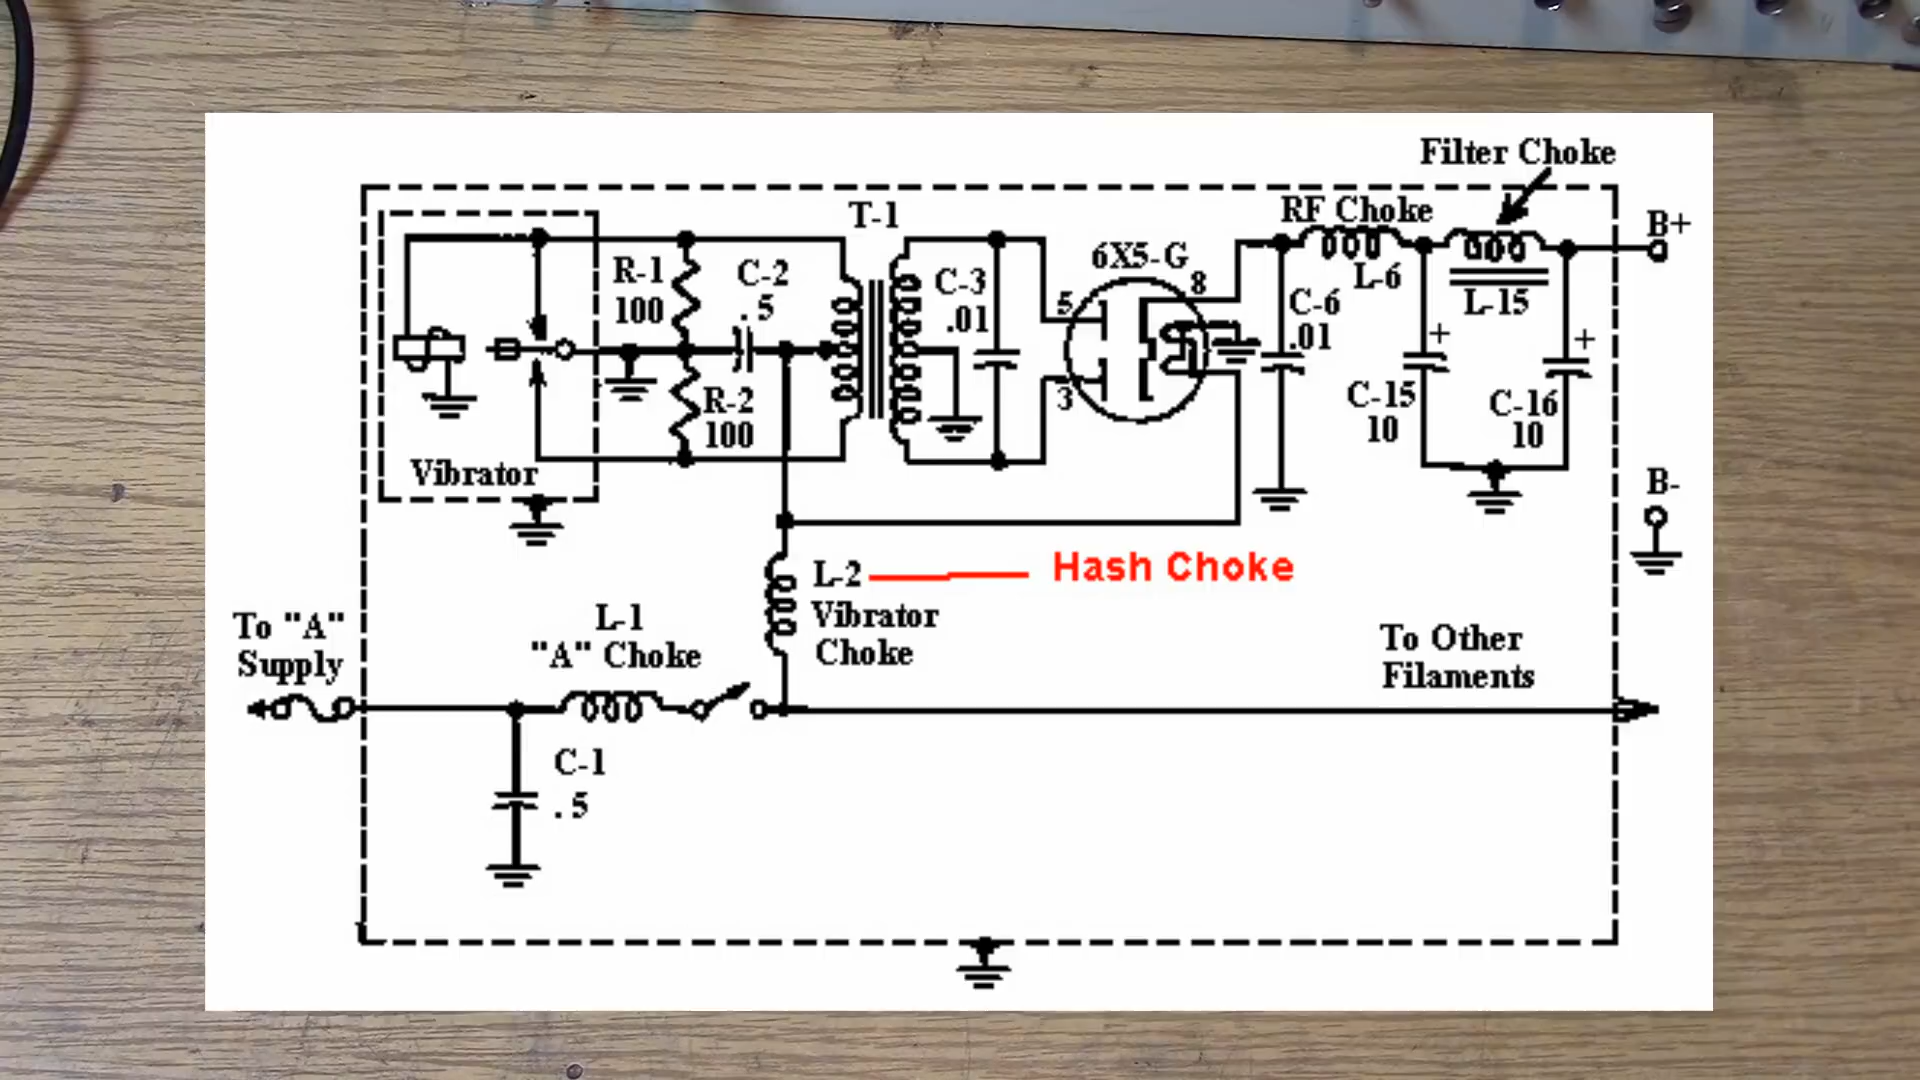 Filter Choke
T-1
RF Choke
B+
R-1
100
C-2
.5
C-3
.01
6X5-G
8
5
3
L-6
L-15
C-6
.01
+
+
C-15
10
C-16
10
R-2
100
Vibrator
B-
L-2
Hash Choke
Vibrator
Choke
To "A"
Supply
L-1
"A" Choke
To Other
Filaments
C-1
.5